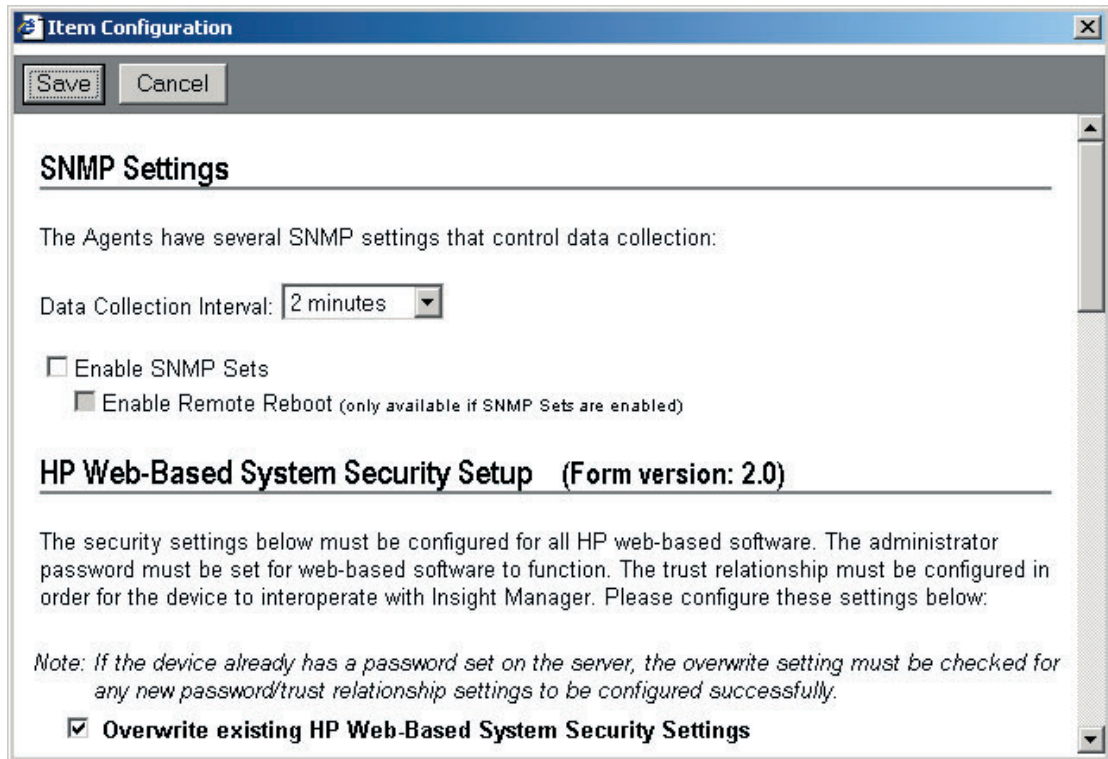 Item Configuration
Save Cancel
SNMP Settings
The Agents have several SNMP settings that control data collection:
Data Collection Interval: 2 minutes
Enable SNMP Sets
Enable Remote Reboot (only available if SNMP Sets are enabled)
HP Web-Based System Security Setup (Form version: 2.0)
The security settings below must be configured for all HP web-based software. The administrator
password must be set for web-based software to function. The trust relationship must be configured in
order for the device to interoperate with Insight Manager. Please configure these settings below:
Note: If the device already has a password set on the server, the overwrite setting must be checked for
any new password/trust relationship settings to be configured successfully.
Overwrite existing HP Web-Based System Security Settings